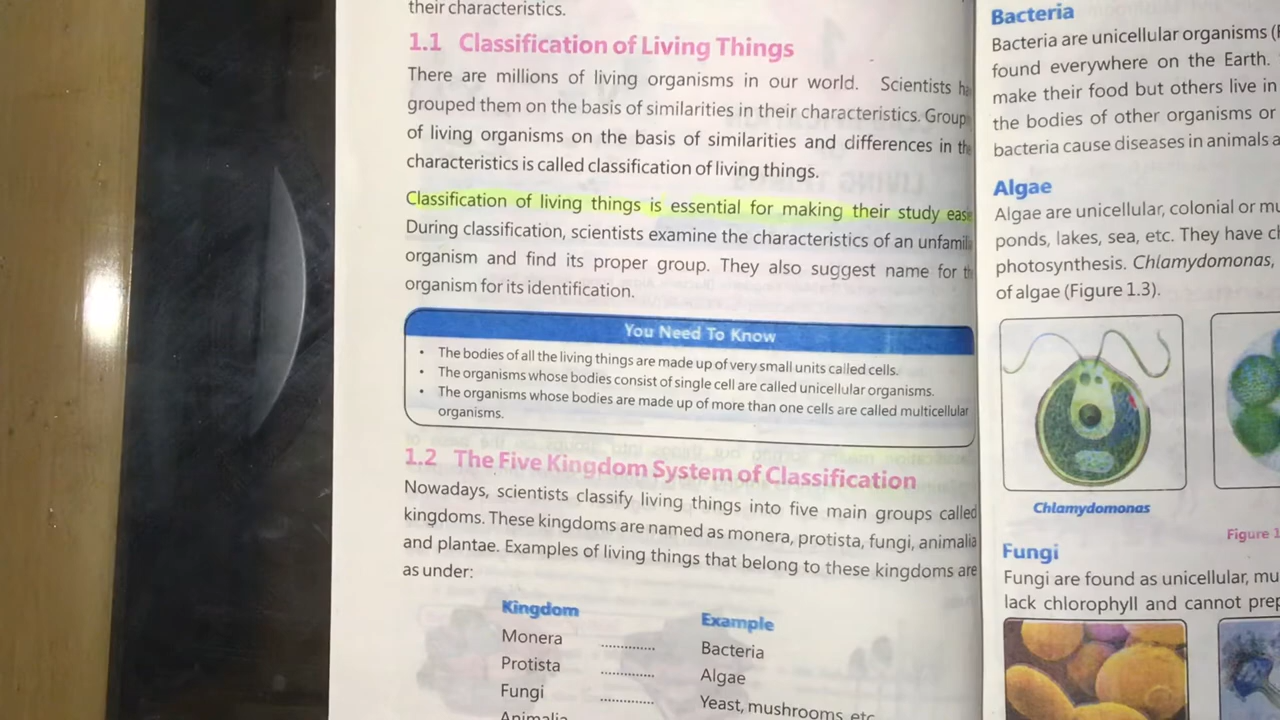 their characteristics.
1.1 Classification of Living Things
There are millions of living organisms in our world. Scientists
grouped them on the basis of similarities in their characteristics.
of living organisms on the basis of similarities and differences in
characteristics is called classification of living things.
Classification of living things is essential for making their study
During classification, scientists examine the characteristics of an
organism and find its proper group. They also suggest name for
organism for its identification.
You Need To Know
• The bodies of all the living things are made up of very small units called cells.
• The organisms whose bodies consist of single cell are called unicellular organisms.
• The organisms whose bodies are made up of more than one cells are called multicellular
organisms.
1.2 The Five Kingdom System of Classification
Nowadays, scientists classify living things into five main groups called
kingdoms. These kingdoms are named as monera, protista, fungi, animalia
and plantae. Examples of living things that belong to these kingdoms are
as under:
Kingdom Example
Monera .............. Bacteria
Protista .............. Algae
Fungi .............. Yeast, mushrooms, etc.
Animalia
Bacteria
Bacteria are unicellular organisms
found everywhere on the Earth.
make their food but others live in
the bodies of other organisms or
bacteria cause diseases in animals
Algae
Algae are unicellular, colonial or
ponds, lakes, sea, etc. They have
photosynthesis. Chlamydomonas,
of algae (Figure 1.3).
Chlamydomonas
Figure
Fungi
Fungi are found as unicellular,
lack chlorophyll and cannot